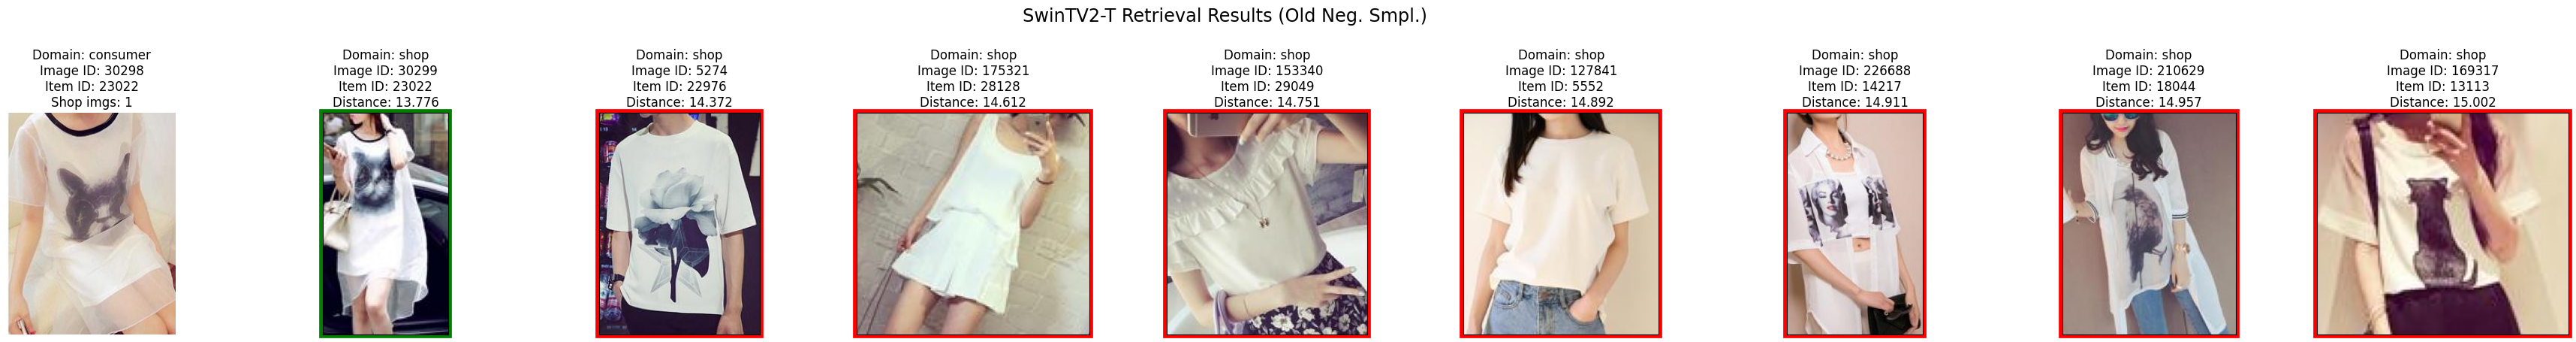 SwinTV2-T Retrieval Results (Old Neg. Smpl.)
Domain: consumer
Image ID: 30298
Item ID: 23022
Shop imgs: 1
Domain: shop
Image ID: 30299
Item ID: 23022
Distance: 13.776
Domain: shop
Image ID: 5274
Item ID: 22976
Distance: 14.372
Domain: shop
Image ID: 175321
Item ID: 28128
Distance: 14.612
Domain: shop
Image ID: 153340
Item ID: 29049
Distance: 14.751
Domain: shop
Image ID: 127841
Item ID: 5552
Distance: 14.892
Domain: shop
Image ID: 226688
Item ID: 14217
Distance: 14.911
Domain: shop
Image ID: 210629
Item ID: 18044
Distance: 14.957
Domain: shop
Image ID: 169317
Item ID: 13113
Distance: 15.002